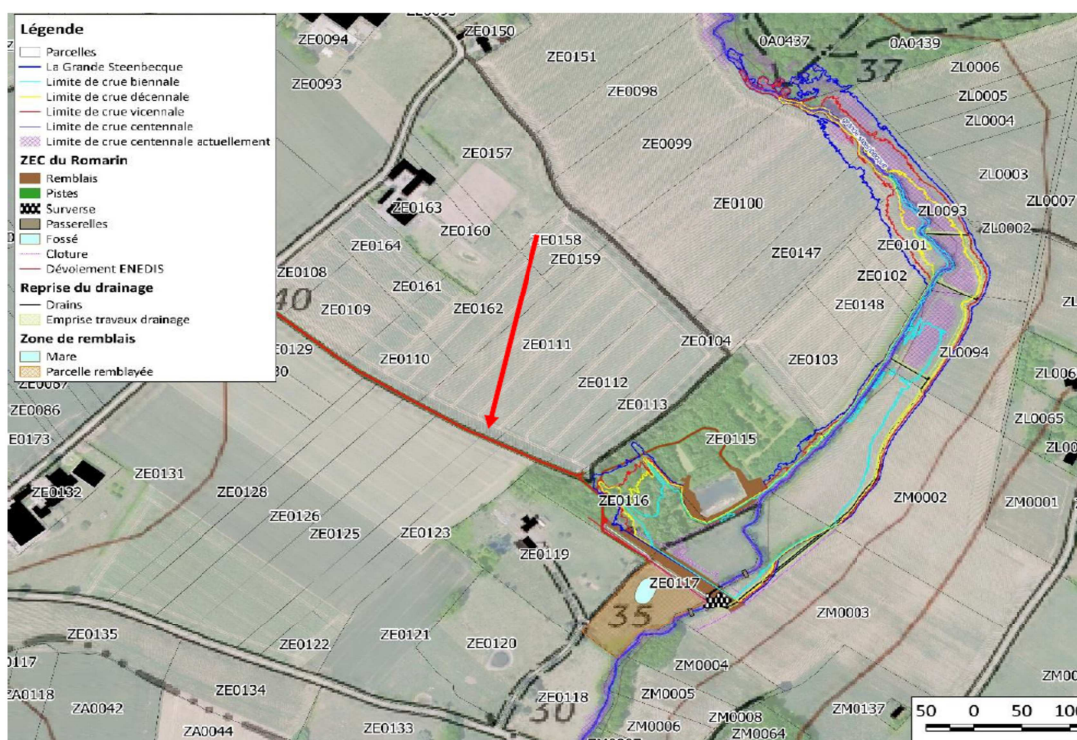 Légende
Parcelles
La Grande Steenbecque
Limite de crue biennale
Limite de crue décennale
Limite de crue vicennale
Limite de crue centennale
Limite de crue centennale actuellement
ZEC du Romarin
Remblais
Pistes
Surverse
Passerelles
Fossé
Cloture
Dévoiement ENEDIS
Reprise du drainage
Drains
Emprise travaux drainage
Zone de remblais
Mare
Parcelle remblayée
ZE0150
ZE0094
ZE0151
0A0437
0A0439
37
ZL0006
ZE0093
ZE0098
ZL0005
ZL0004
ZE0099
ZE0157
ZL0003
ZE0163
ZE0100
ZL0007
ZL0093
ZE0160
ZL0002
ZE0158
ZE0101
ZE0164
ZE0159
ZE0147
ZE0108
ZE0102
ZE0161
40
ZE0109
ZE0162
ZE0148
ZE0111
ZE0104
ZL0094
ZE0110
ZE0103
ZE0112
ZE0086
ZE0113
ZL0065
ZE0173
ZE0115
ZE0131
ZE0132
ZE0128
ZE0116
ZM0002
ZM0001
ZE0126
ZE0125
ZE0123
ZE0119
ZE0117
35
ZM0003
ZE0135
ZE0122
ZE0121
ZE0120
ZM0004
ZA0118
ZE0134
ZE0118
ZM0005
ZA0042
30
ZM0137
ZA0044
ZE0133
ZM0006
ZM0008
ZM0064
50 0 50 100